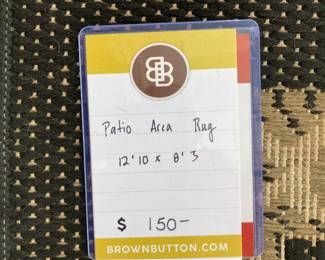 BB
Patio Area Rug
12'10 x 8'3
$ 150-
BROWNBUTTON.COM